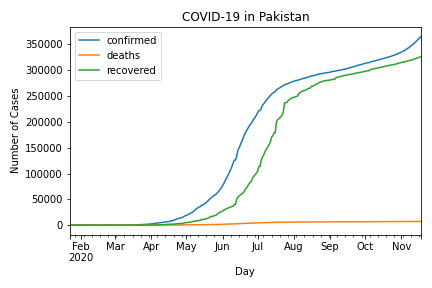 COVID-19 in Pakistan
confirmed
deaths
recovered
Number of Cases
350000
300000
250000
200000
150000
100000
50000
0
Feb Mar Apr May Jun Jul Aug Sep Oct Nov
2020
Day